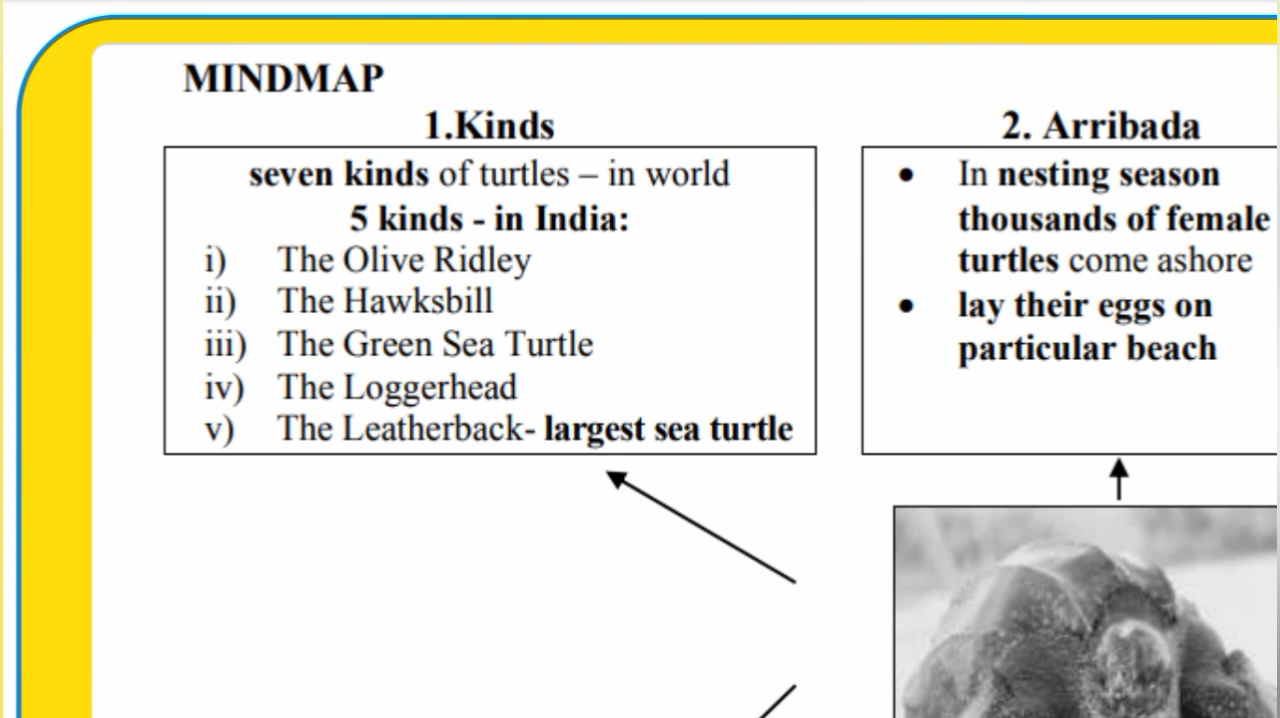 MINDMAP
1.Kinds
seven kinds of turtles – in world
5 kinds - in India:
i) The Olive Ridley
ii) The Hawksbill
iii) The Green Sea Turtle
iv) The Loggerhead
v) The Leatherback- largest sea turtle
2. Arribada
• In nesting season
thousands of female
turtles come ashore
• lay their eggs on
particular beach